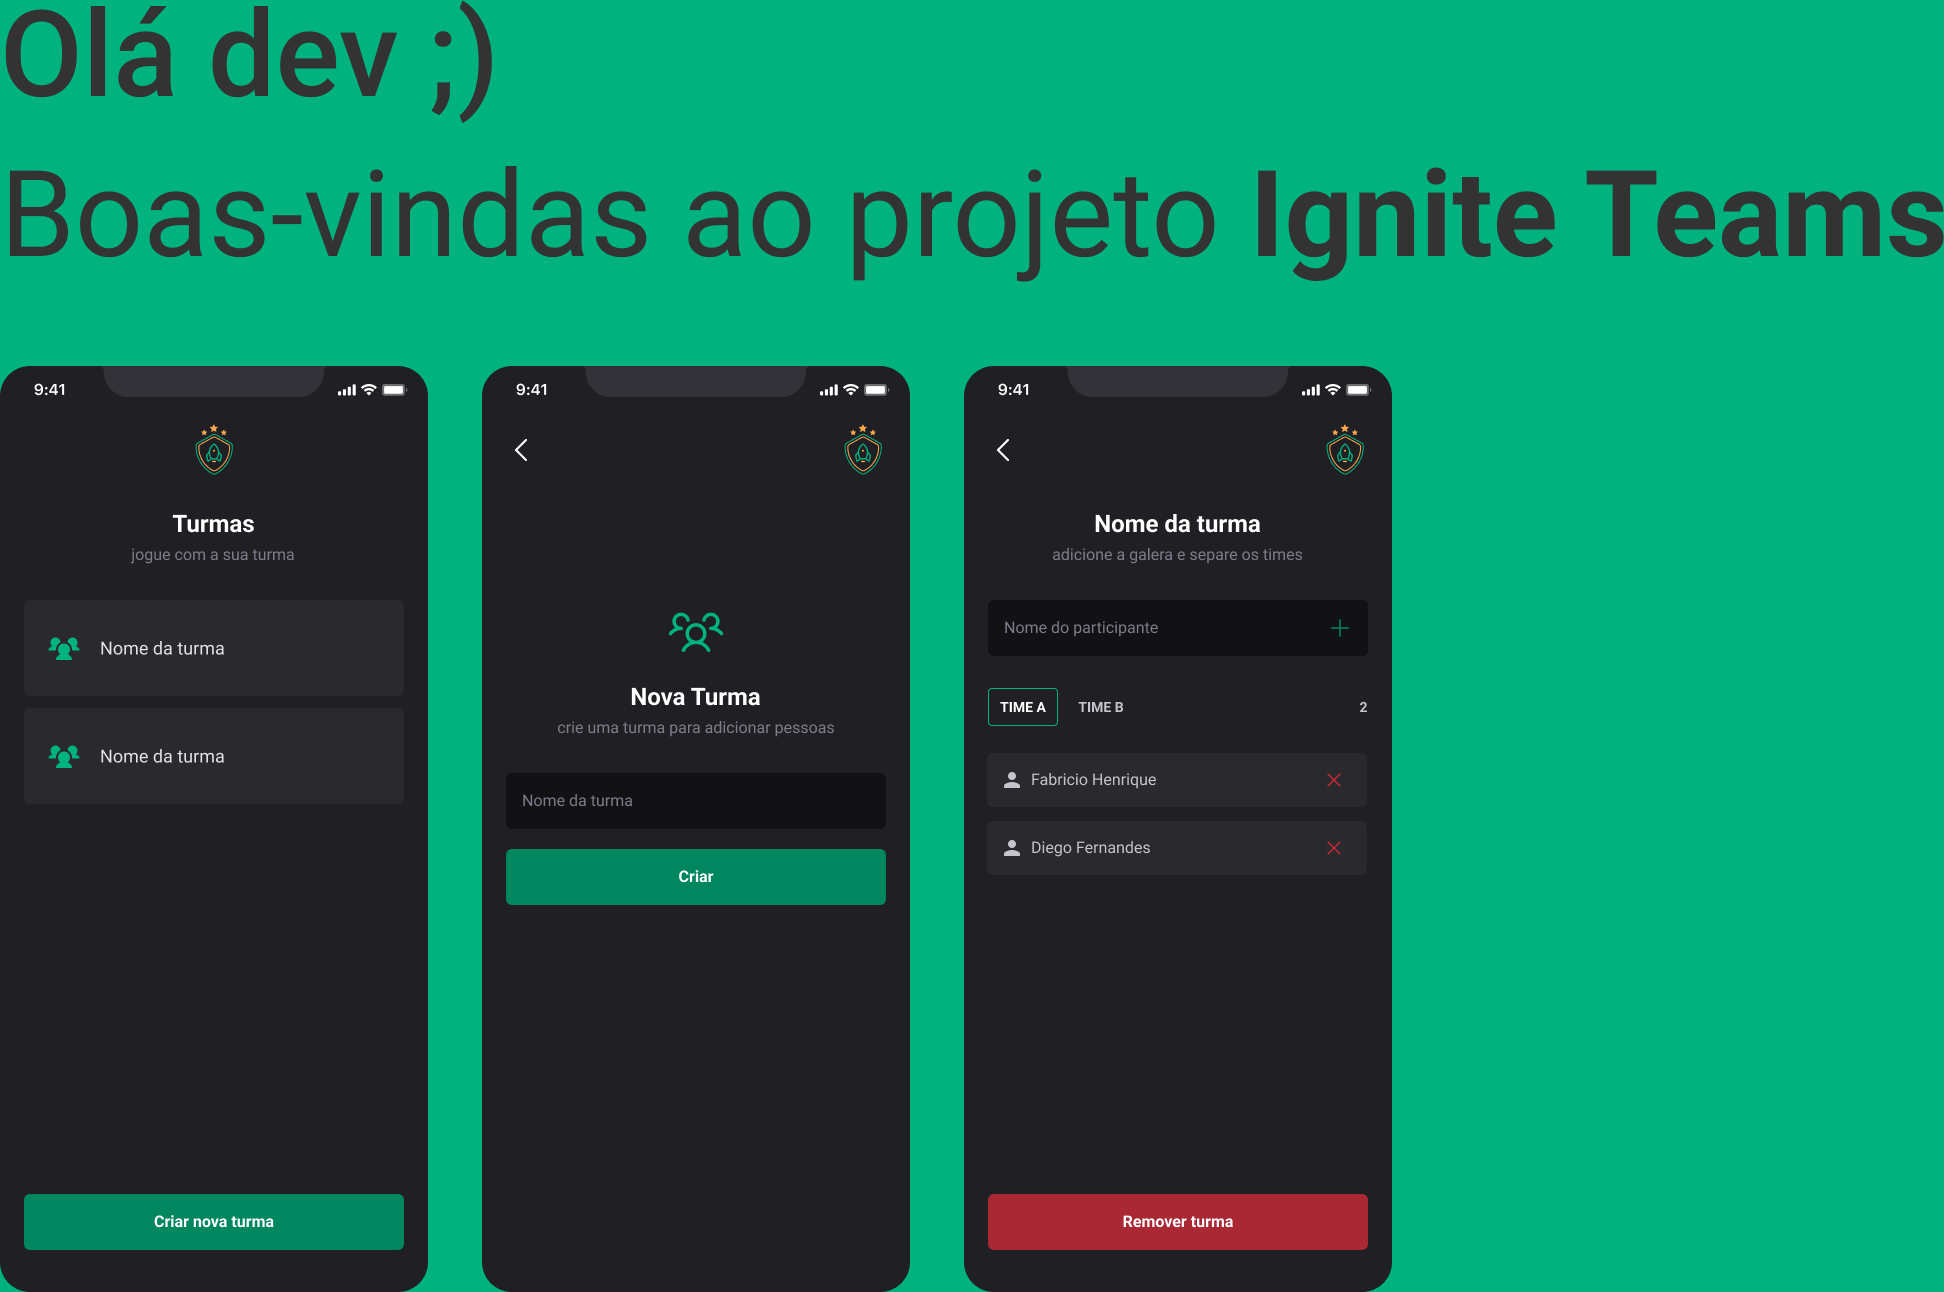 Olá dev ;)
Boas-vindas ao projeto Ignite Teams
9:41
Turmas
jogue com a sua turma
Nome da turma
Nome da turma
Criar nova turma
9:41
Nova Turma
crie uma turma para adicionar pessoas
Nome da turma
Criar
9:41
Nome da turma
adicione a galera e separe os times
Nome do participante
TIME A TIME B 2
Fabricio Henrique
Diego Fernandes
Remover turma